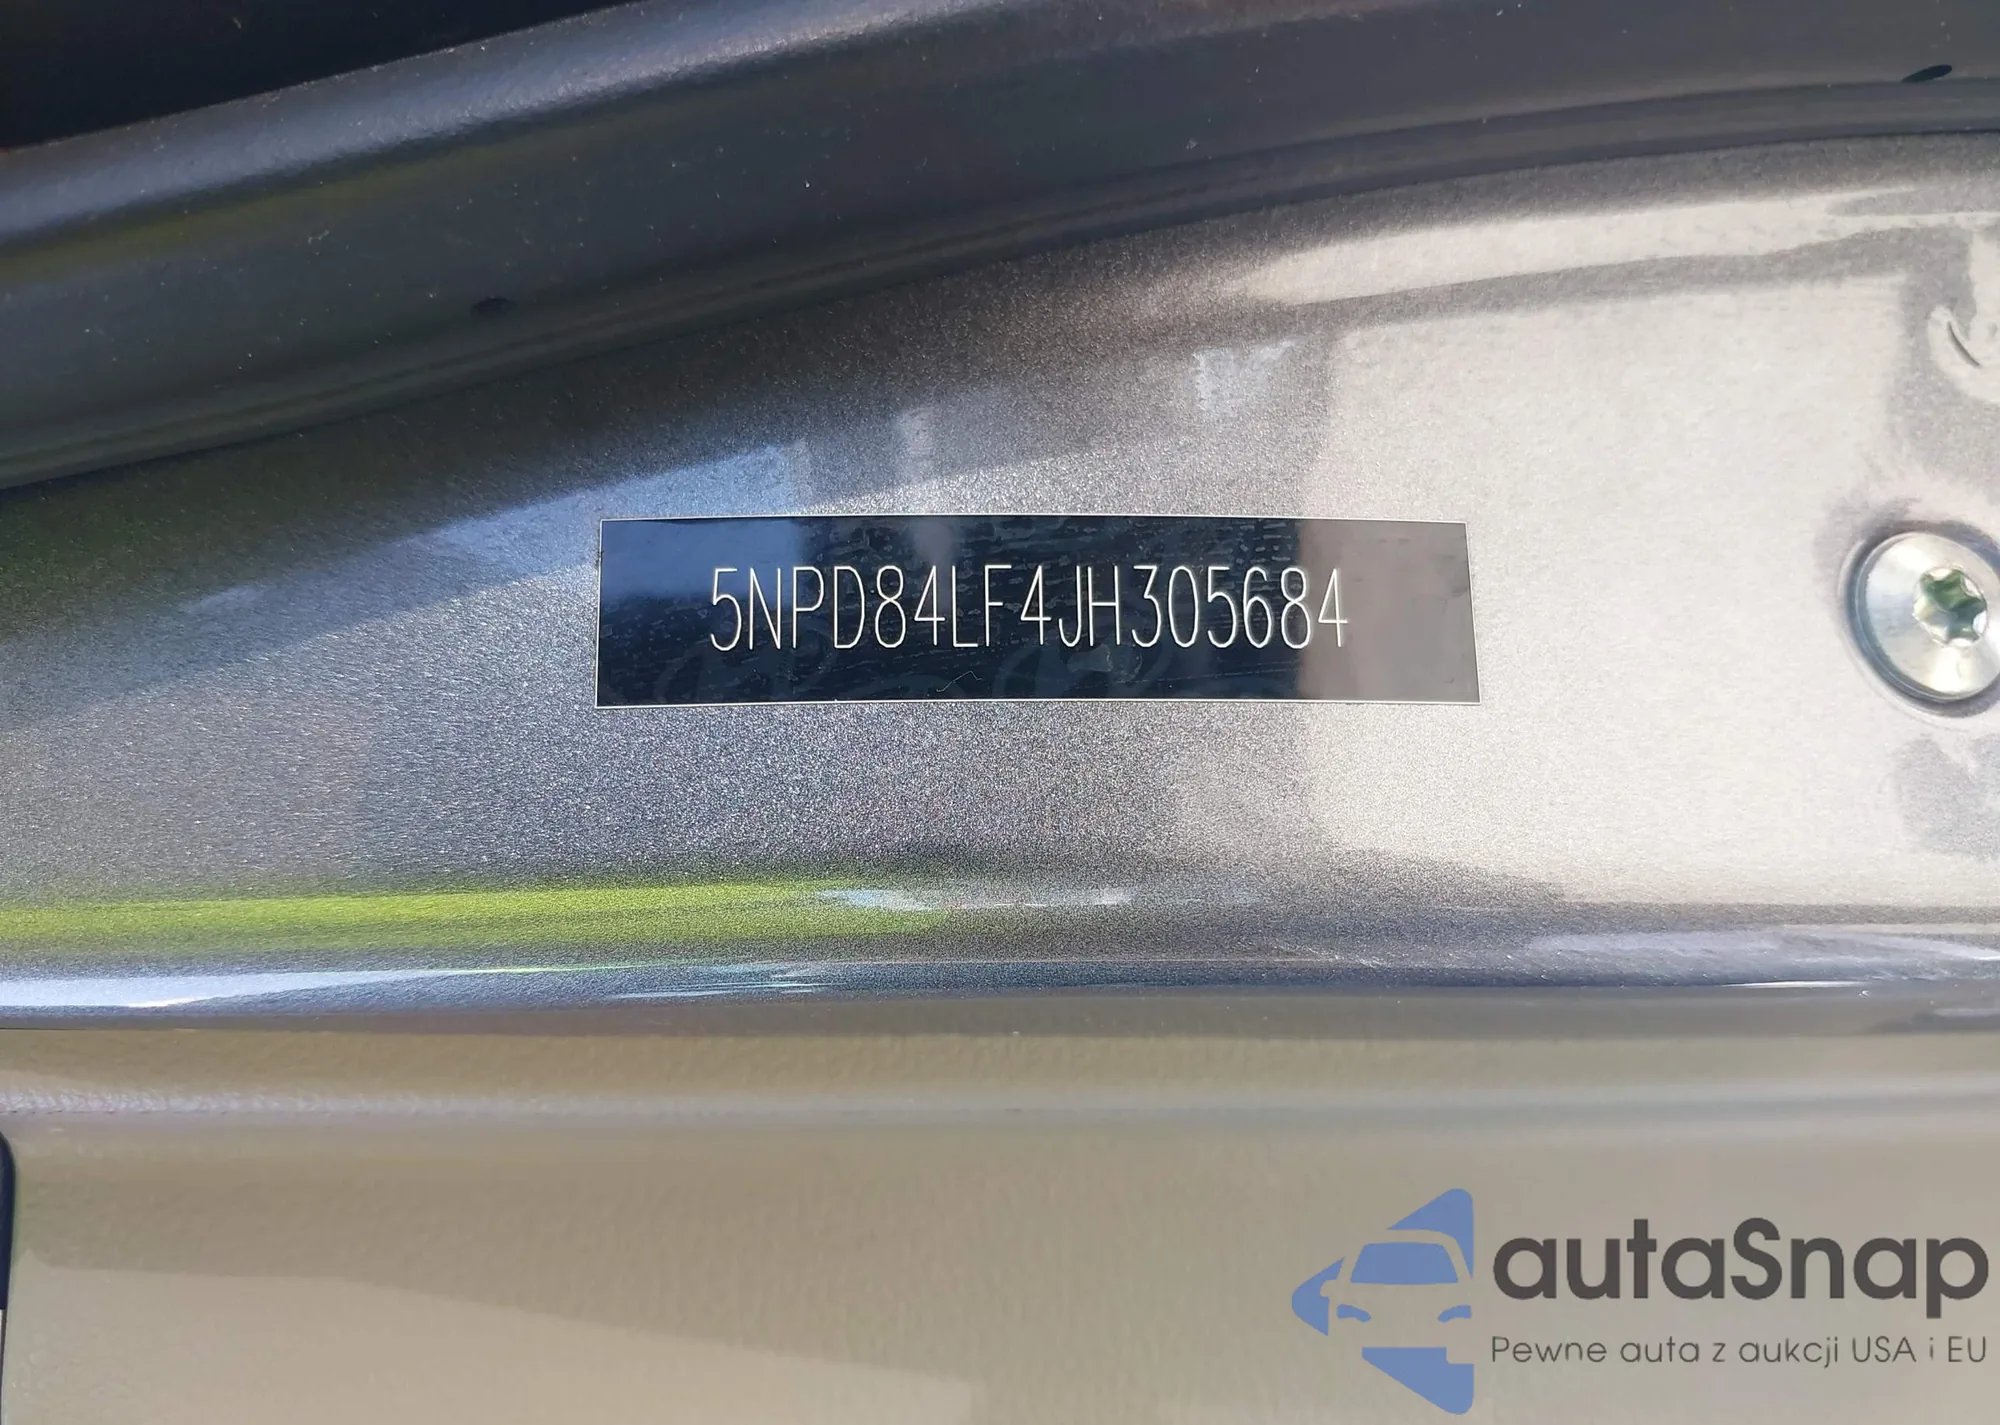 5NPD84LF4JH305684
autaSnap
Pewne auta z aukcji USA i EU